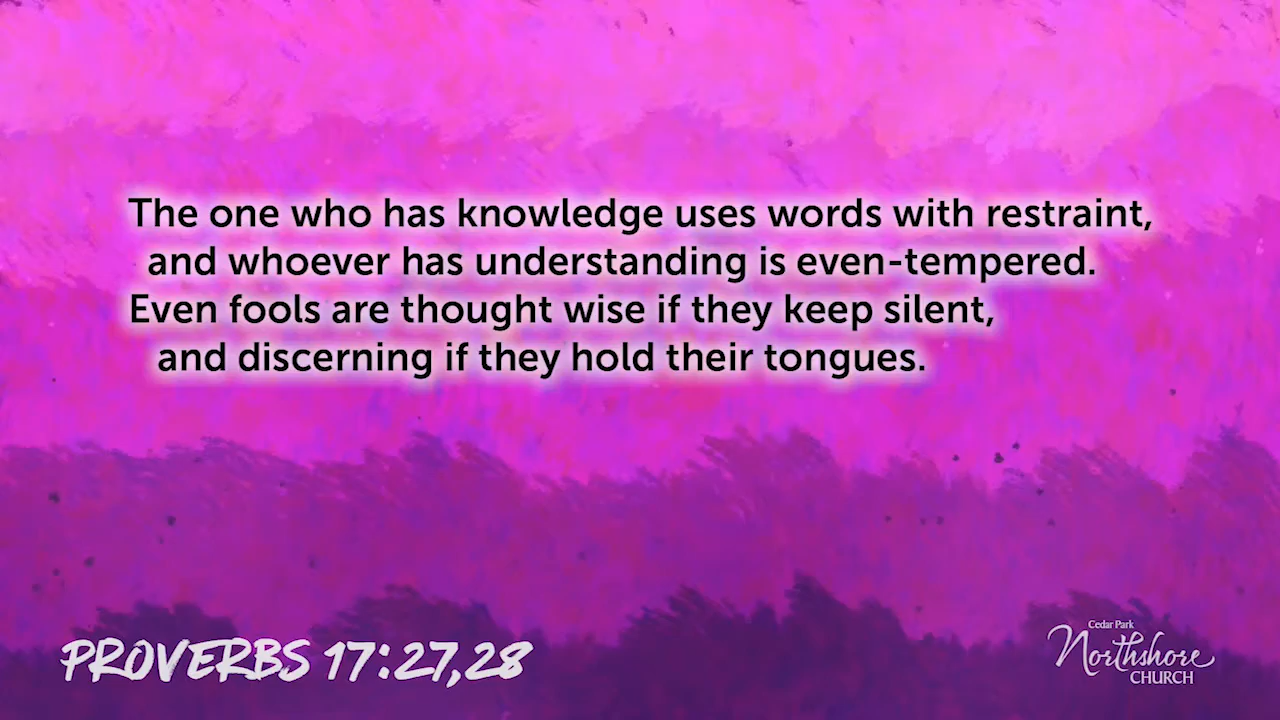 The one who has knowledge uses words with restraint,
and whoever has understanding is even-tempered.
Even fools are thought wise if they keep silent,
and discerning if they hold their tongues.
PROVERBS 17:27,28
Cedar Park
Northshore
CHURCH